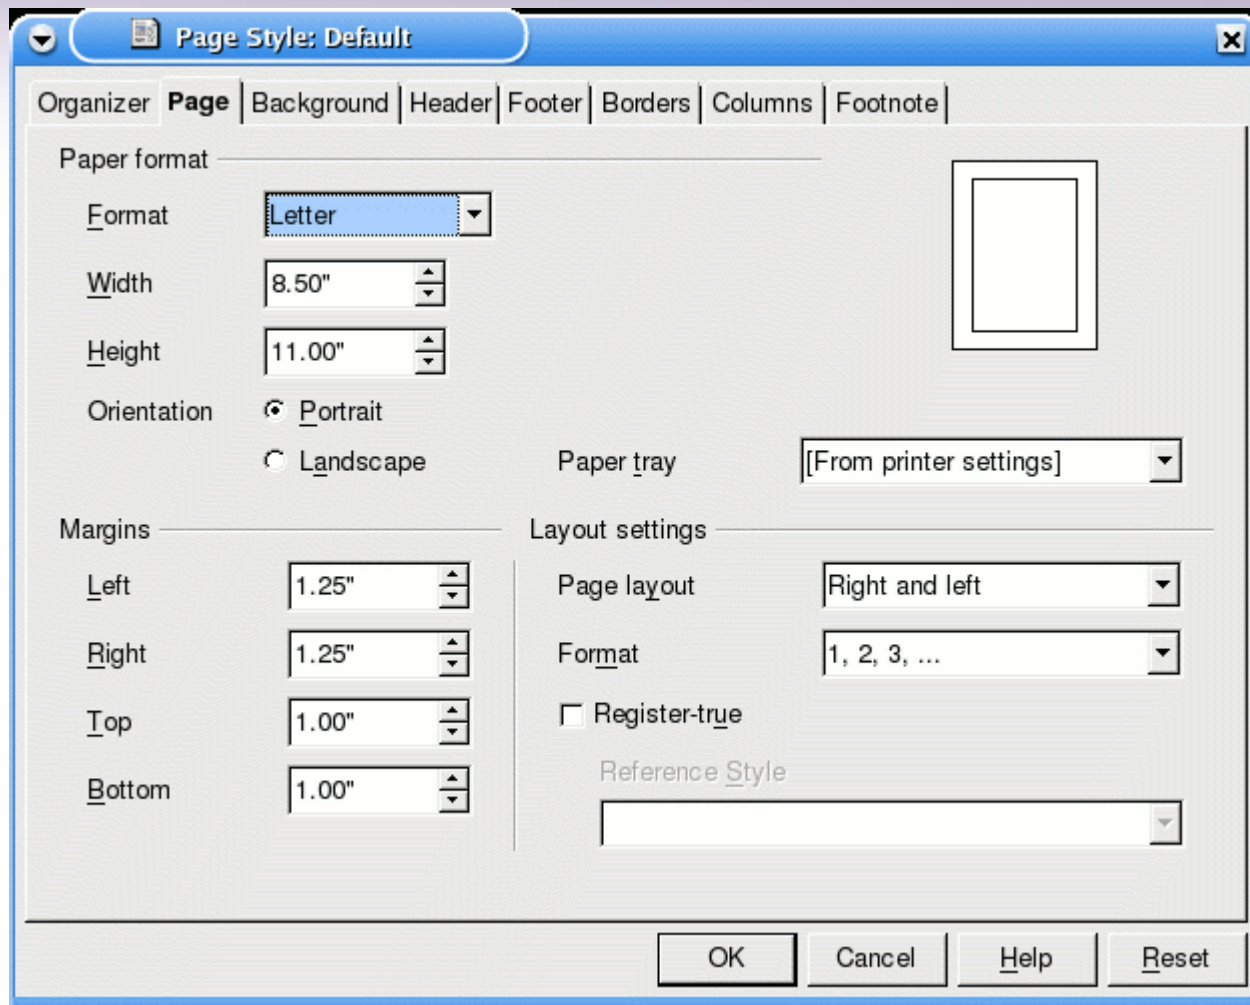 Page Style: Default
Organizer Page Background Header Footer Borders Columns Footnote
Paper format
Format Letter
Width 8.50"
Height 11.00"
Orientation Portrait
Landscape Paper tray [From printer settings]
Margins Layout settings
Left 1.25" Page layout Right and left
Right 1.25" Format 1, 2, 3, ...
Top 1.00" Register-true
Reference Style
Bottom 1.00"
OK Cancel Help Reset